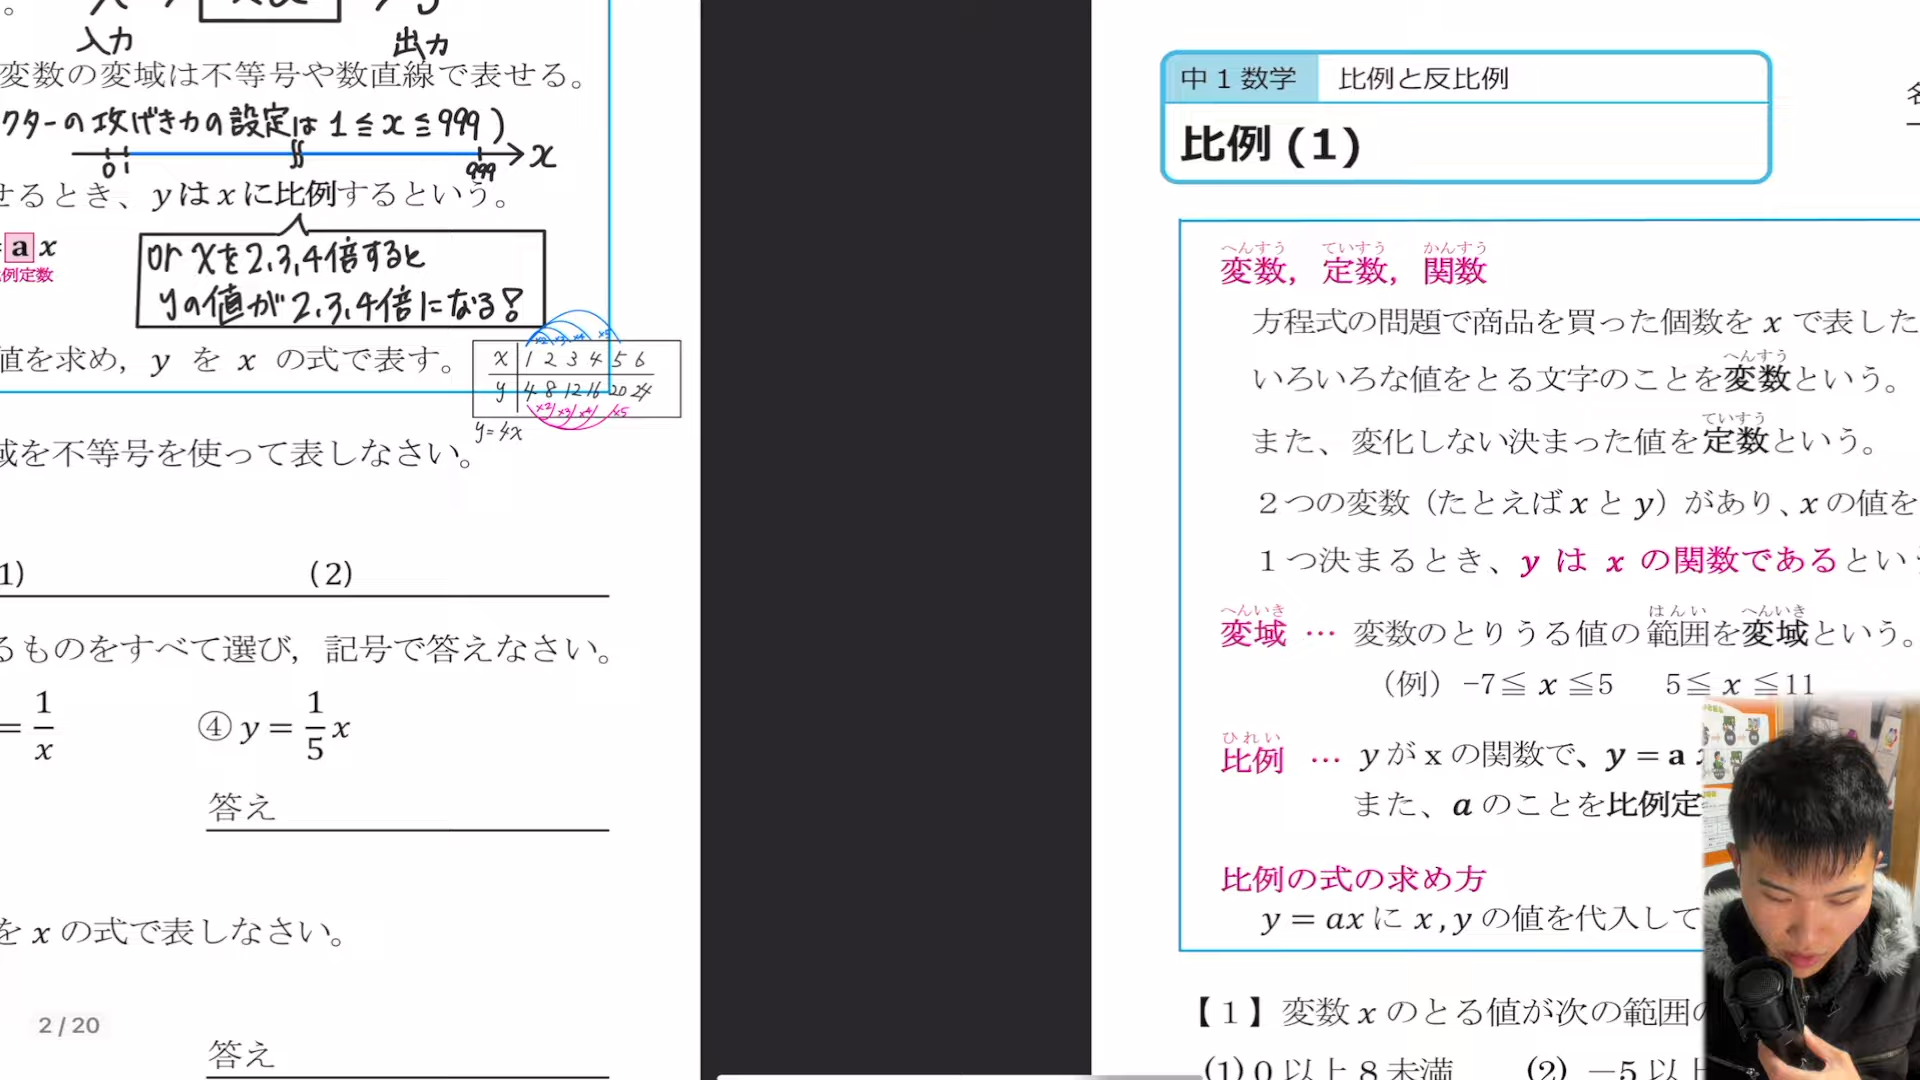 入力 出力
変数の変域は不等号や数直線で表せる。
クターの攻げき力の設定は 1 ≦ x ≦ 999 )
0 1 999 x
せるとき、y は x に比例するという。
a x
例定数
or xを2,3,4倍すると
yの値が2,3,4倍になる!
×2 ×3 ×4 ×5
値を求め, y を x の式で表す。
x 1 2 3 4 5 6
y 4 8 12 16 20 24
×2 ×3 ×4 ×5
y=4x
域を不等号を使って表しなさい。
1) (2)
るものをすべて選び, 記号で答えなさい。
= 1/x ④ y = 1/5 x
答え
を x の式で表しなさい。
2 / 20
答え
中1数学 比例と反比例
比例 (1)
へんすう ていすう かんすう
変数, 定数, 関数
方程式の問題で商品を買った個数を x で表した
へんすう
いろいろな値をとる文字のことを変数という。
ていすう
また、変化しない決まった値を定数という。
2つの変数(たとえば x と y)があり、x の値を
1つ決まるとき、y は x の関数であるとい
へんいき はんい へんいき
変域 … 変数のとりうる値の範囲を変域という。
(例) −7≦ x ≦5 5≦ x ≦11
ひれい
比例 … y が x の関数で、y = a
また、a のことを比例定
比例の式の求め方
y = ax に x , y の値を代入して
【1】変数 x のとる値が次の範囲
(1) 0 以上 8 未満 (2) −5 以上